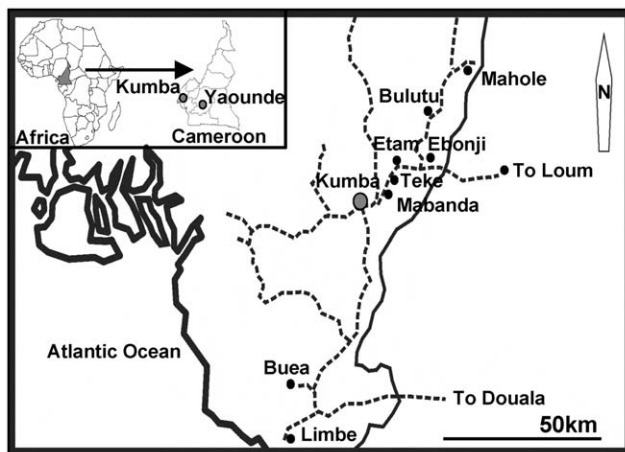 Kumba
Yaounde
Africa
Cameroon
Mahole
N
Bulutu
Etam
Ebonji
To Loum
Kumba
Teke
Mabanda
Atlantic Ocean
Buea
To Douala
50km
Limbe